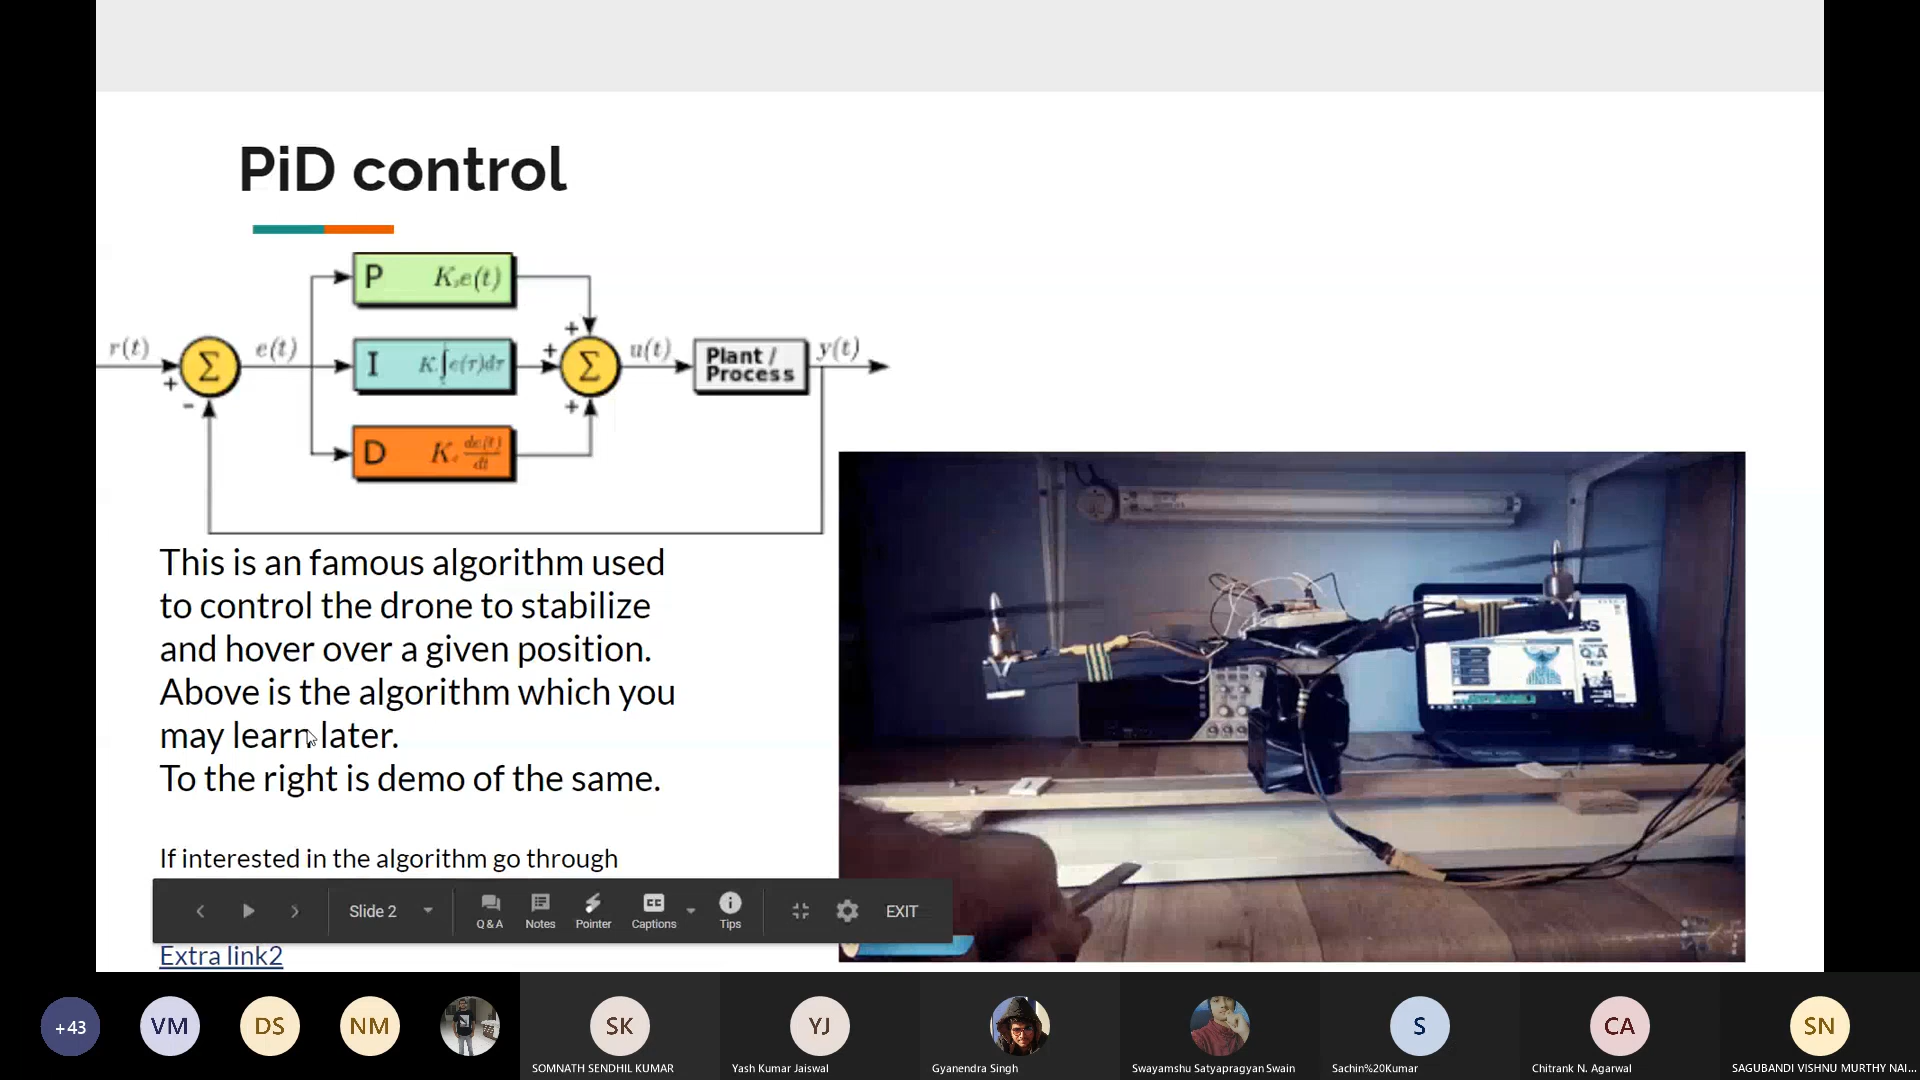 PiD control
P K e(t)
r(t) + Σ e(t) I K ∫e(τ)dτ + Σ u(t) Plant / Process y(t)
+
-
+
D K de(t)/dt
This is an famous algorithm used
to control the drone to stabilize
and hover over a given position.
Above is the algorithm which you
may learn later.
To the right is demo of the same.
If interested in the algorithm go through
Slide 2
Q & A
Notes
Pointer
CC
Captions
Tips
EXIT
Extra link2
+43
VM
DS
NM
SK
YJ
S
CA
SN
SOMNATH SENDHIL KUMAR
Yash Kumar Jaiswal
Gyanendra Singh
Swayamshu Satyapragyan Swain
Sachin%20Kumar
Chitrank N. Agarwal
SAGUBANDI VISHNU MURTHY NAI...